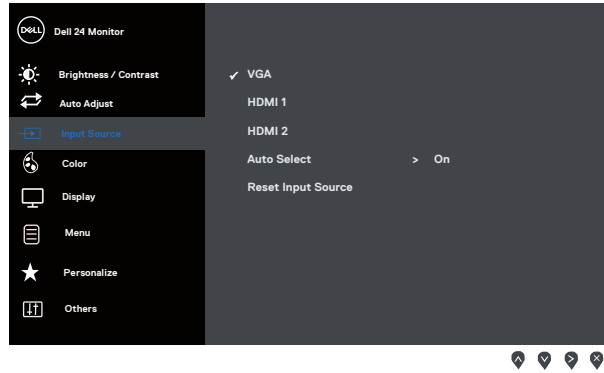 DELL Dell 24 Monitor
Brightness / Contrast
Auto Adjust
Input Source
Color
Display
Menu
Personalize
Others
✓ VGA
HDMI 1
HDMI 2
Auto Select > On
Reset Input Source